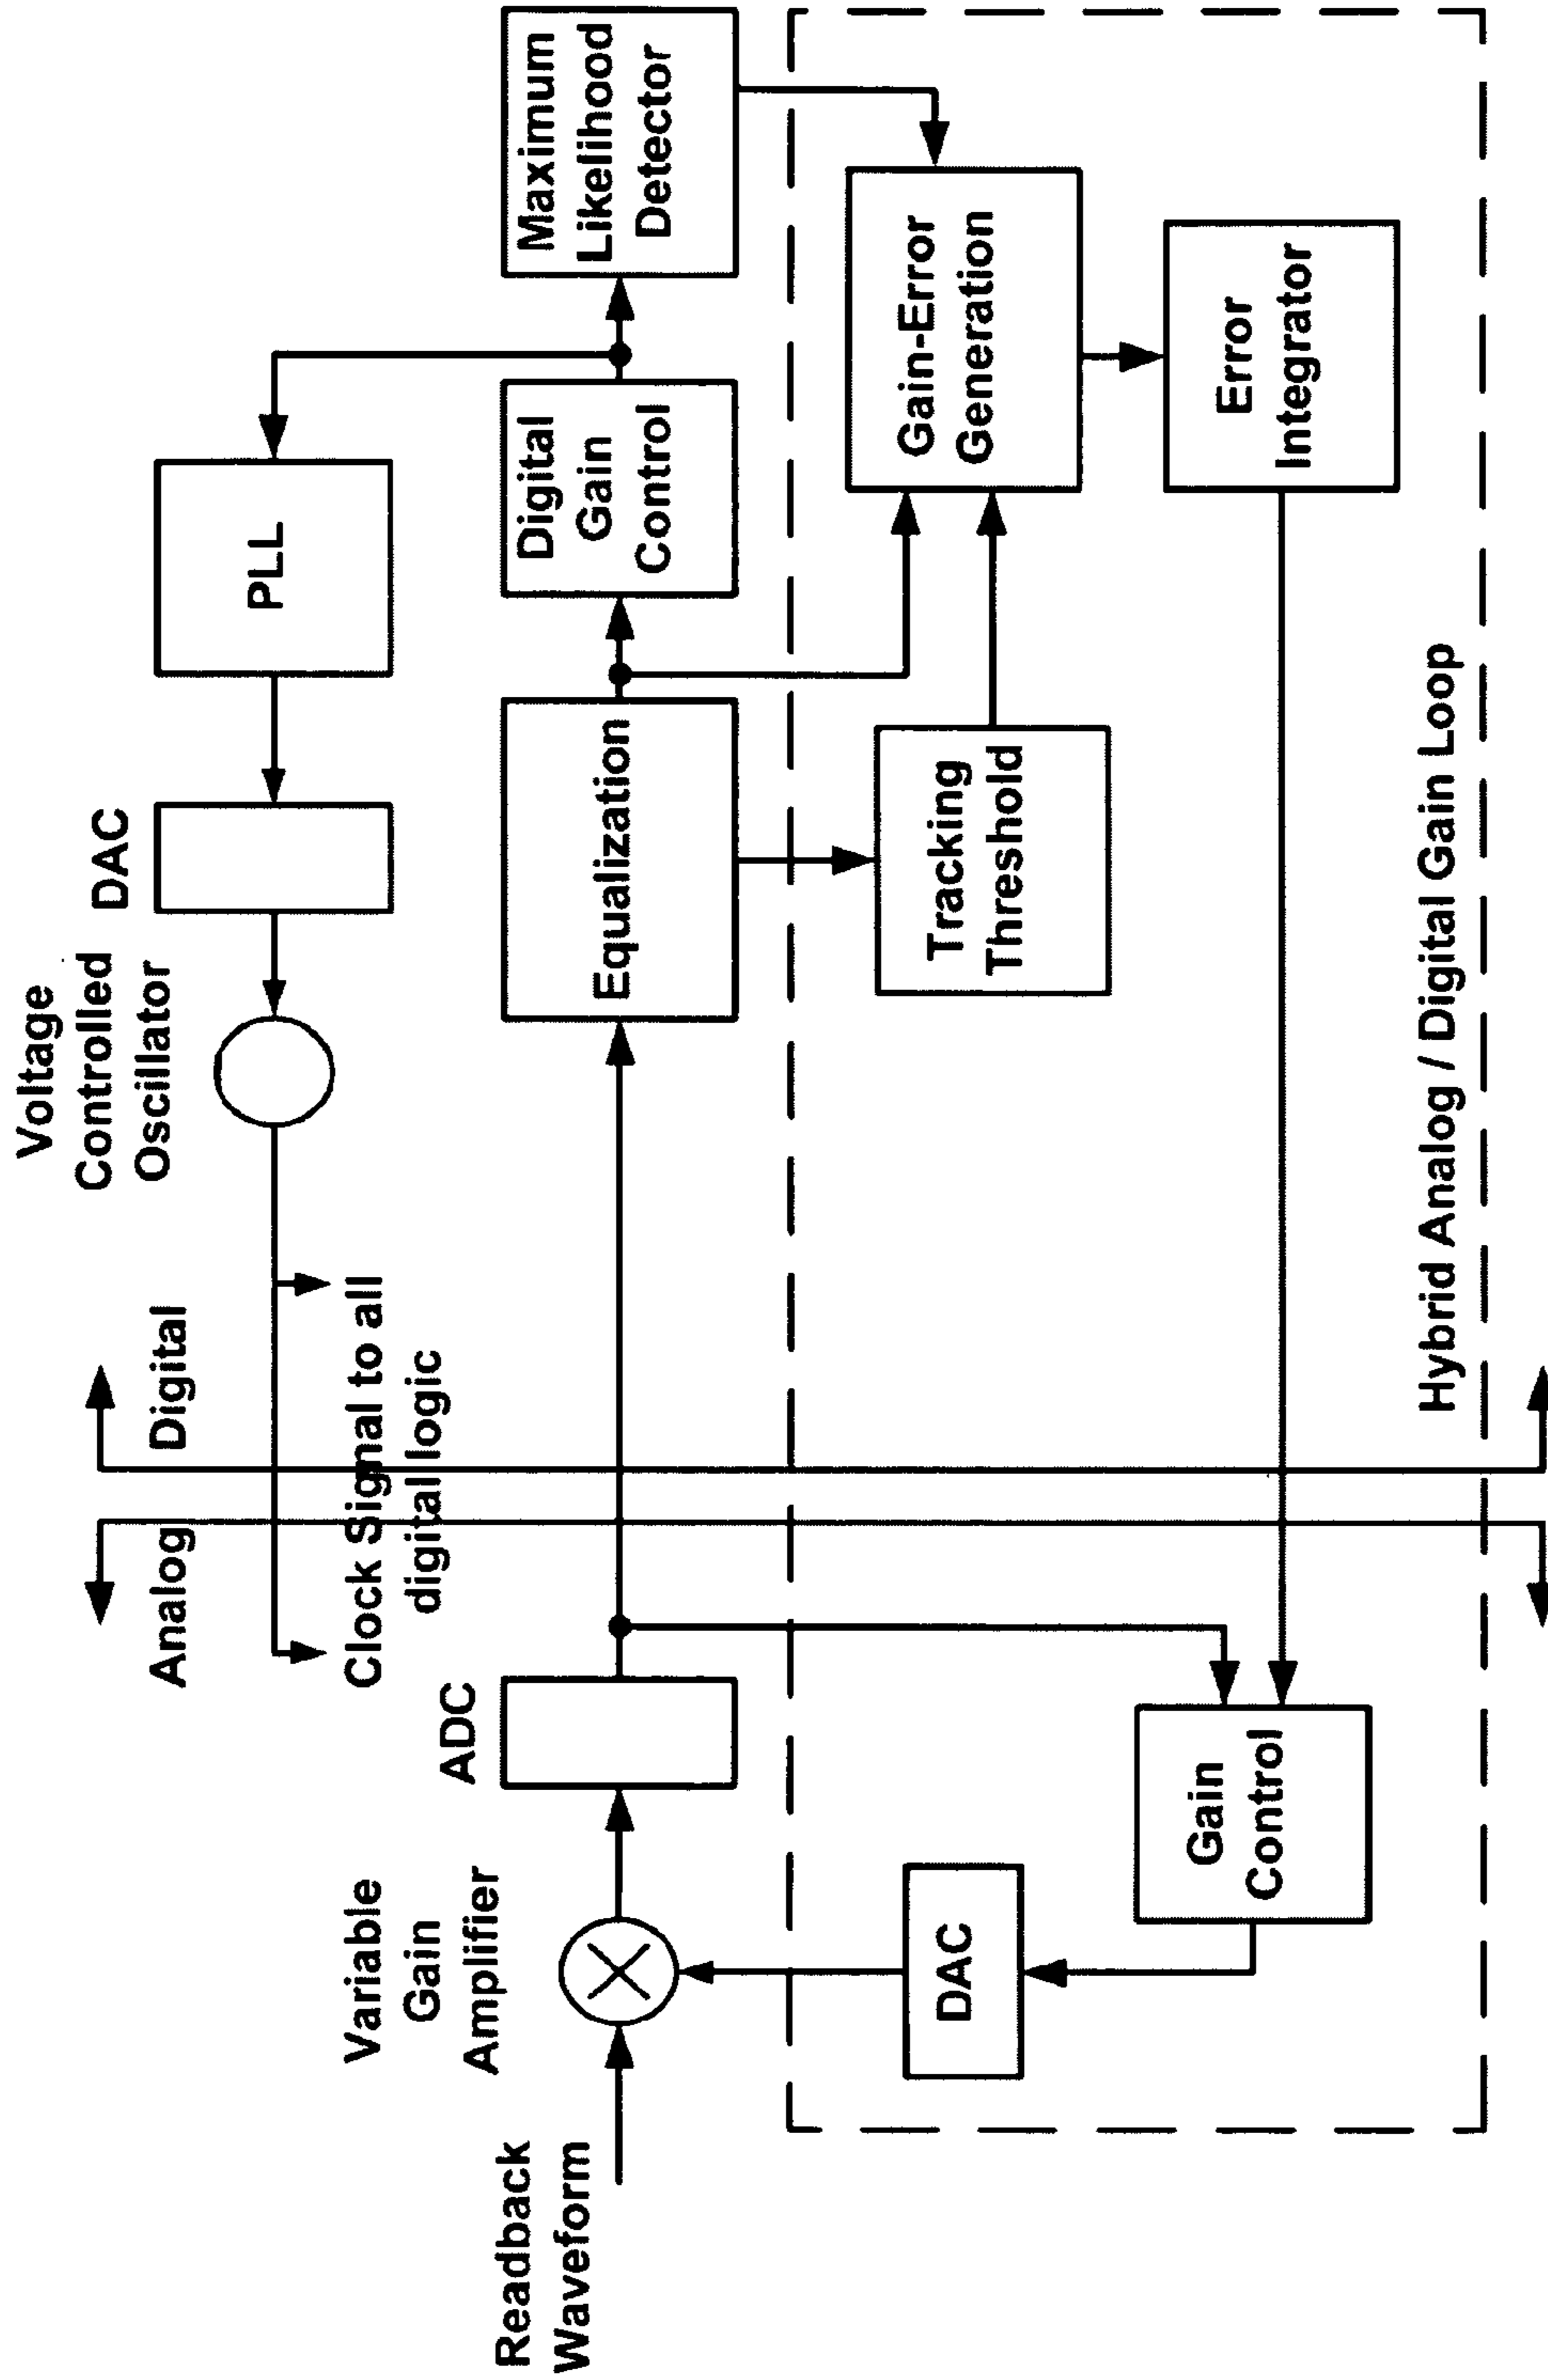 Voltage
Controlled
Oscillator
DAC
PLL
Analog
Digital
Clock Signal to all
digital logic
Readback
Waveform
Variable
Gain
Amplifier
ADC
Equalization
Digital
Gain
Control
Maximum
Likelihood
Detector
DAC
Gain
Control
Tracking
Threshold
Gain-Error
Generation
Error
Integrator
Hybrid Analog / Digital Gain Loop